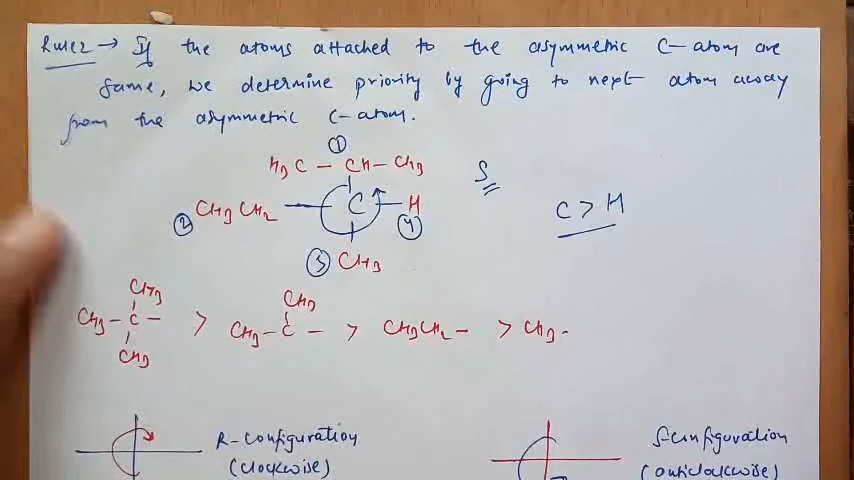 Rule2 → If the atoms attached to the asymmetric C-atom are
same, we determine priority by going to next atom away
from the asymmetric C-atom.
①
H3C - CH - CH3
S
② CH3CH2 - C - H ④
C > H
③ CH3
CH3 CH3
CH3 - C - > CH3 - C - > CH3CH2 - > CH3 -
CH3
R-configuration
(clockwise)
S-configuration
(anticlockwise)